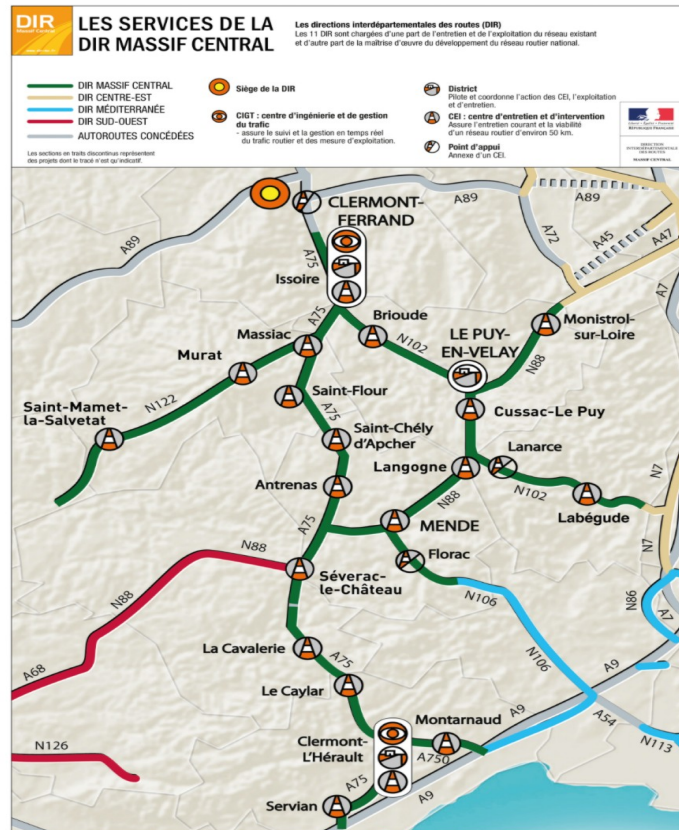 DIR
Massif Central
LES SERVICES DE LA
DIR MASSIF CENTRAL
Les directions interdépartementales des routes (DIR)
Les 11 DIR sont chargées d'une part de l'entretien et de l'exploitation du réseau existant
et d'autre part de la maîtrise d'œuvre du développement du réseau routier national.
DIR MASSIF CENTRAL
DIR CENTRE-EST
DIR MÉDITERRANÉE
DIR SUD-OUEST
AUTOROUTES CONCÉDÉES
Les sections en traits discontinus représentent
des projets dont le tracé n'est qu'indicatif.
Siège de la DIR
CIGT : centre d'ingénierie et de gestion
du trafic
- assure le suivi et la gestion en temps réel
du trafic routier et des mesure d'exploitation.
District
Pilote et coordonne l'action des CEI, l'exploitation
et d'entretien.
CEI : centre d'entretien et d'intervention
Assure l'entretien courant et la viabilité
d'un réseau routier d'environ 50 km.
Point d'appui
Annexe d'un CEI.
RÉPUBLIQUE FRANÇAISE
DIRECTION
INTERDÉPARTEMENTALE
DES ROUTES
MASSIF CENTRAL
CLERMONT-
FERRAND
A89
A89
A89
A72
A45
A47
A7
A75
Issoire
A75
Brioude
N102
LE PUY-
EN-VELAY
Monistrol-
sur-Loire
N88
Massiac
Murat
N122
Saint-Mamet-
la-Salvetat
Saint-Flour
A75
Saint-Chély
d'Apcher
Cussac-Le Puy
Lanarce
Langogne
N102
Labégude
N7
N7
Antrenas
A75
N88
MENDE
Florac
N106
N106
N88
N88
Séverac-
le-Château
N86
A7
A68
N126
La Cavalerie
A75
Le Caylar
A9
A9
A54
N113
Clermont-
L'Hérault
Montarnaud
A750
A75
A9
Servian